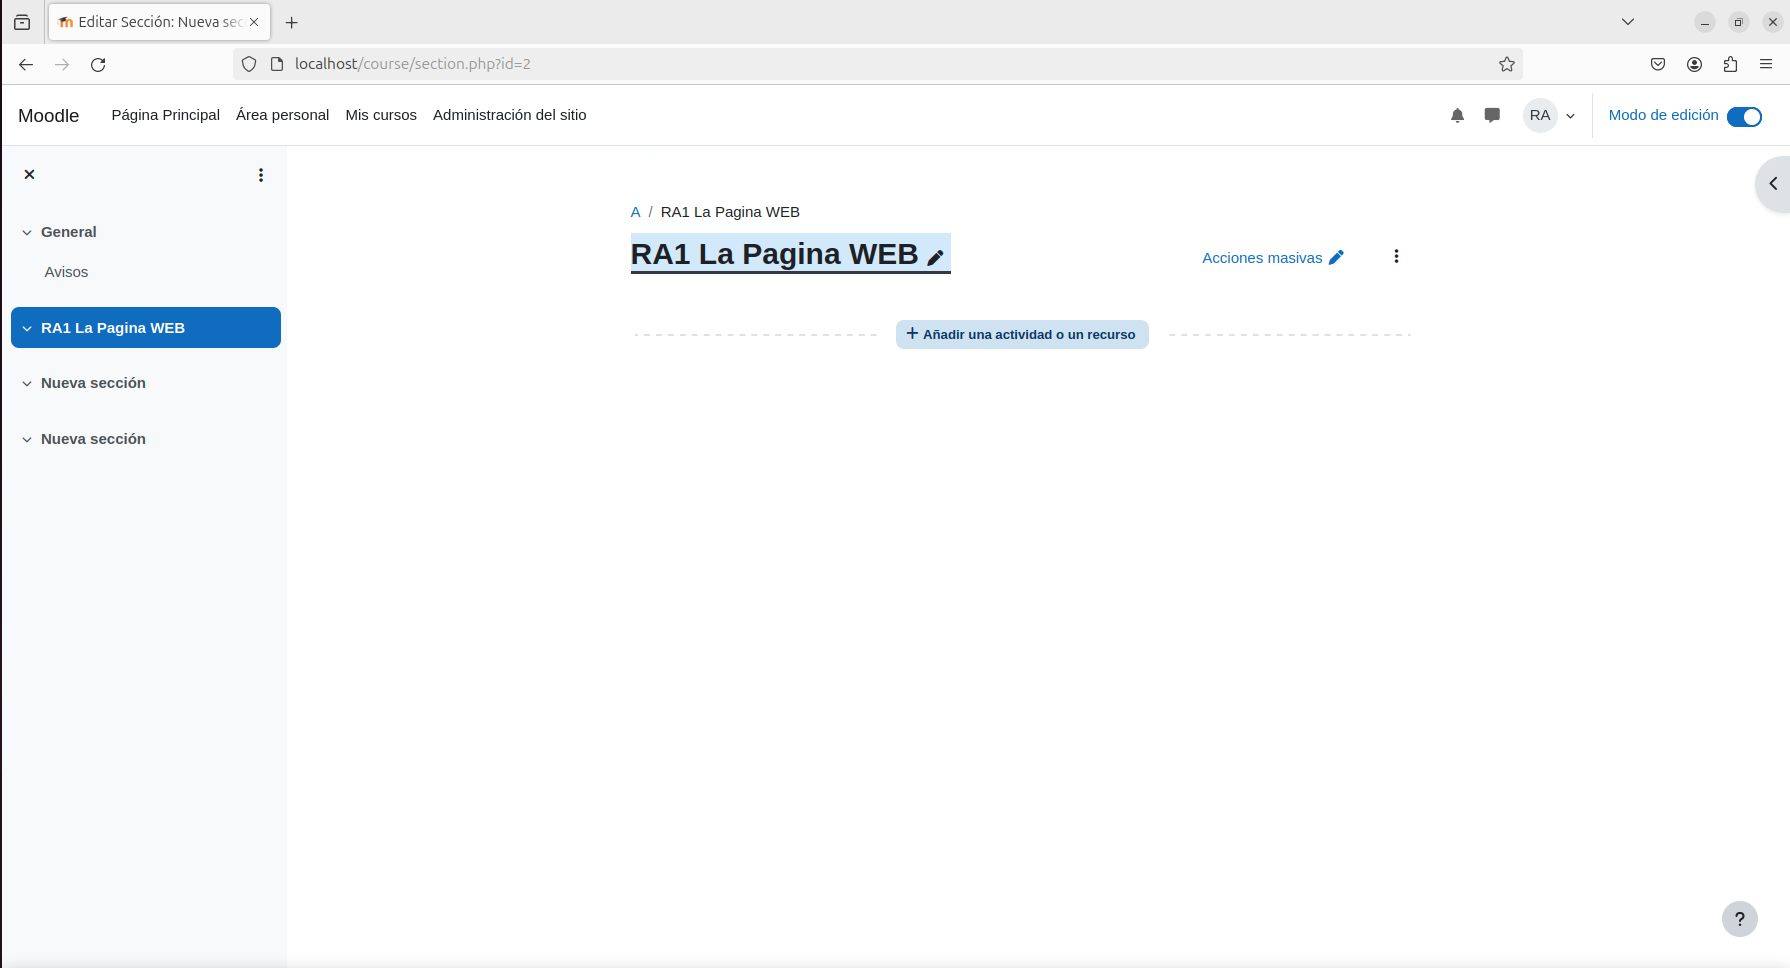 Editar Sección: Nueva sec
localhost/course/section.php?id=2
Moodle Página Principal Área personal Mis cursos Administración del sitio RA Modo de edición
General
Avisos
RA1 La Pagina WEB
Nueva sección
Nueva sección
A / RA1 La Pagina WEB
RA1 La Pagina WEB
Acciones masivas
+ Añadir una actividad o un recurso
?